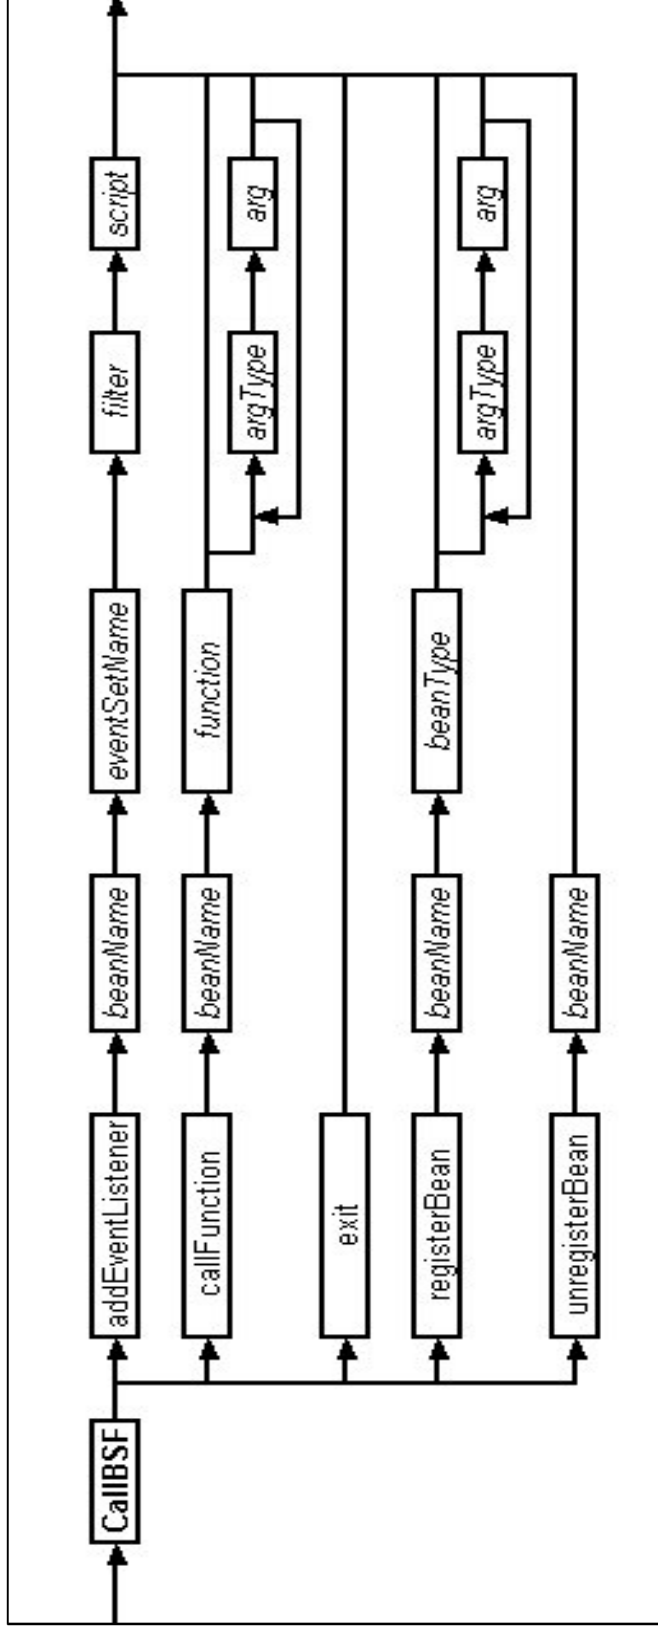 CallBSF
addEventListener
beanName
eventSetName
filter
script
callFunction
beanName
function
argType
arg
exit
registerBean
beanName
beanType
argType
arg
unregisterBean
beanName